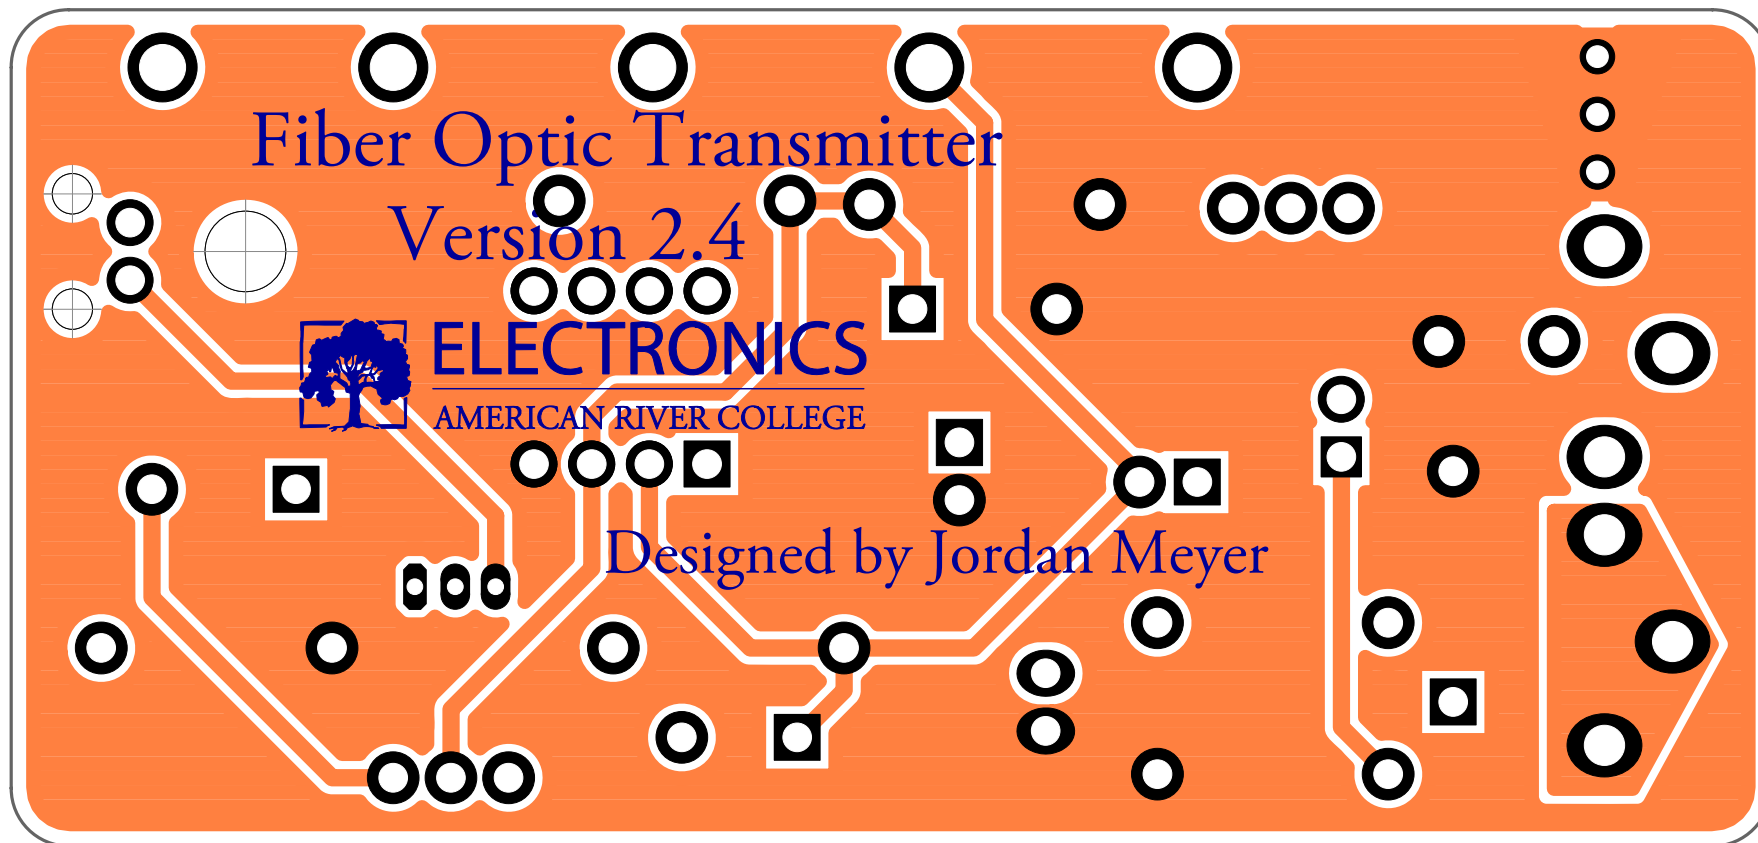 Fiber Optic Transmitter
Version 2.4
ELECTRONICS
AMERICAN RIVER COLLEGE
Designed by Jordan Meyer